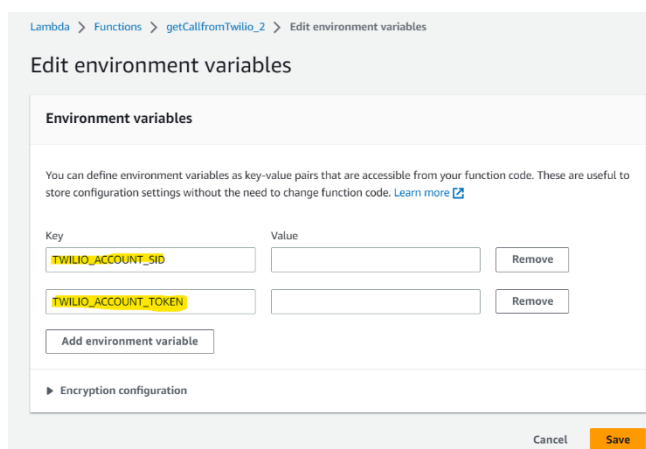 Lambda > Functions > getCallfromTwilio_2 > Edit environment variables
Edit environment variables
Environment variables
You can define environment variables as key-value pairs that are accessible from your function code. These are useful to
store configuration settings without the need to change function code. Learn more
Key Value
TWILIO_ACCOUNT_SID Remove
TWILIO_ACCOUNT_TOKEN Remove
Add environment variable
Encryption configuration
Cancel Save